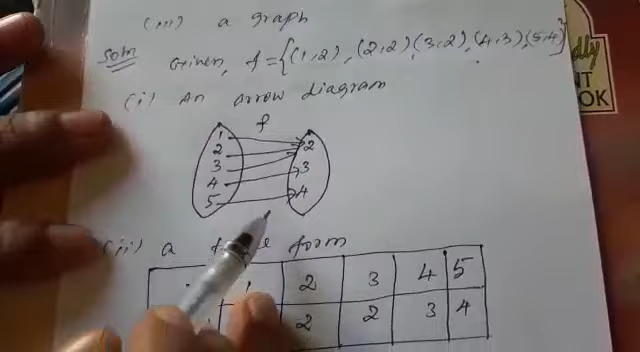 (iii) a graph
Soln Given, f = {(1,2), (2,2) (3,2), (4,3), (5,4)}
(i) An arrow diagram
f
1
2
3
4
5
2
3
4
(ii) a form
2 3 4 5
2 2 3 4
OOK